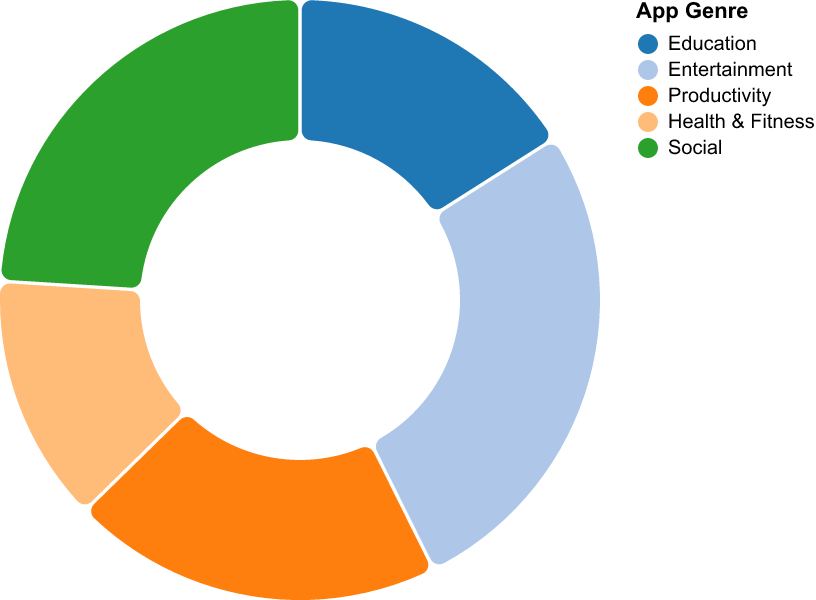 App Genre
Education
Entertainment
Productivity
Health & Fitness
Social